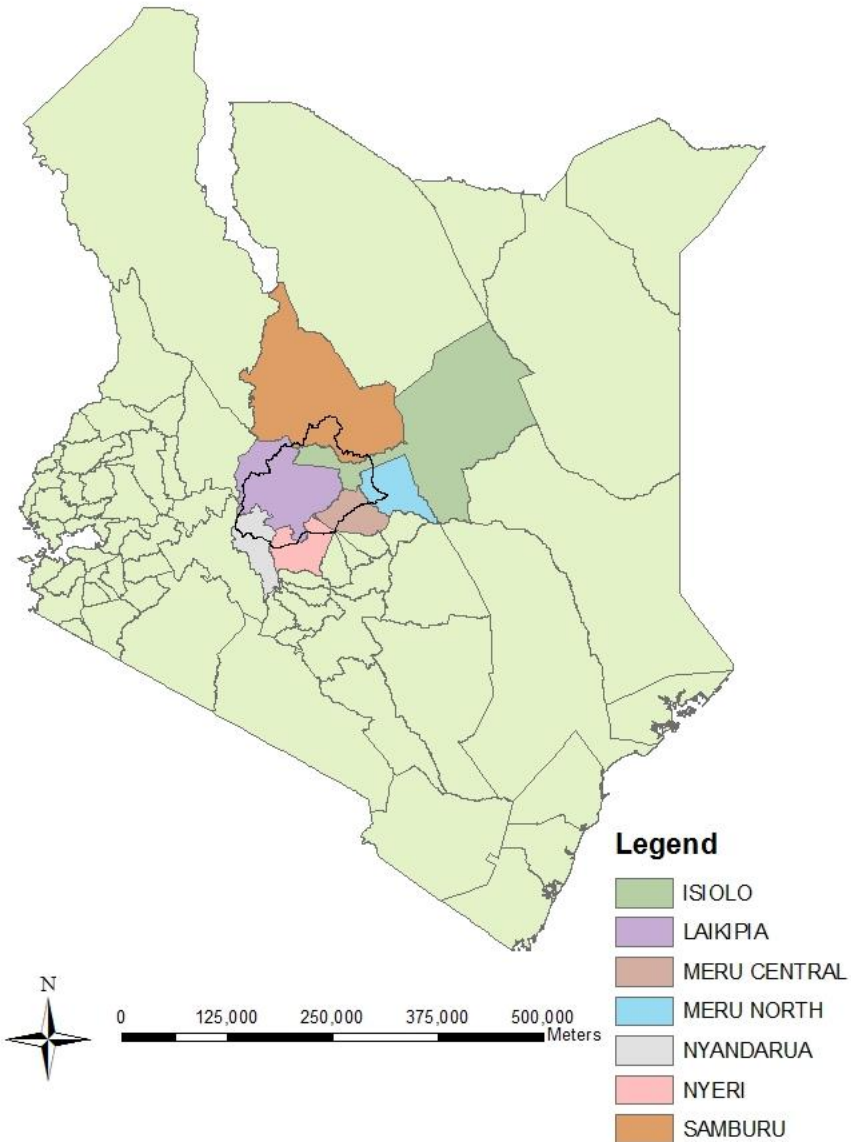 Legend
ISIOLO
LAIKIPIA
MERU CENTRAL
MERU NORTH
NYANDARUA
NYERI
SAMBURU
N
0 125,000 250,000 375,000 500,000
Meters